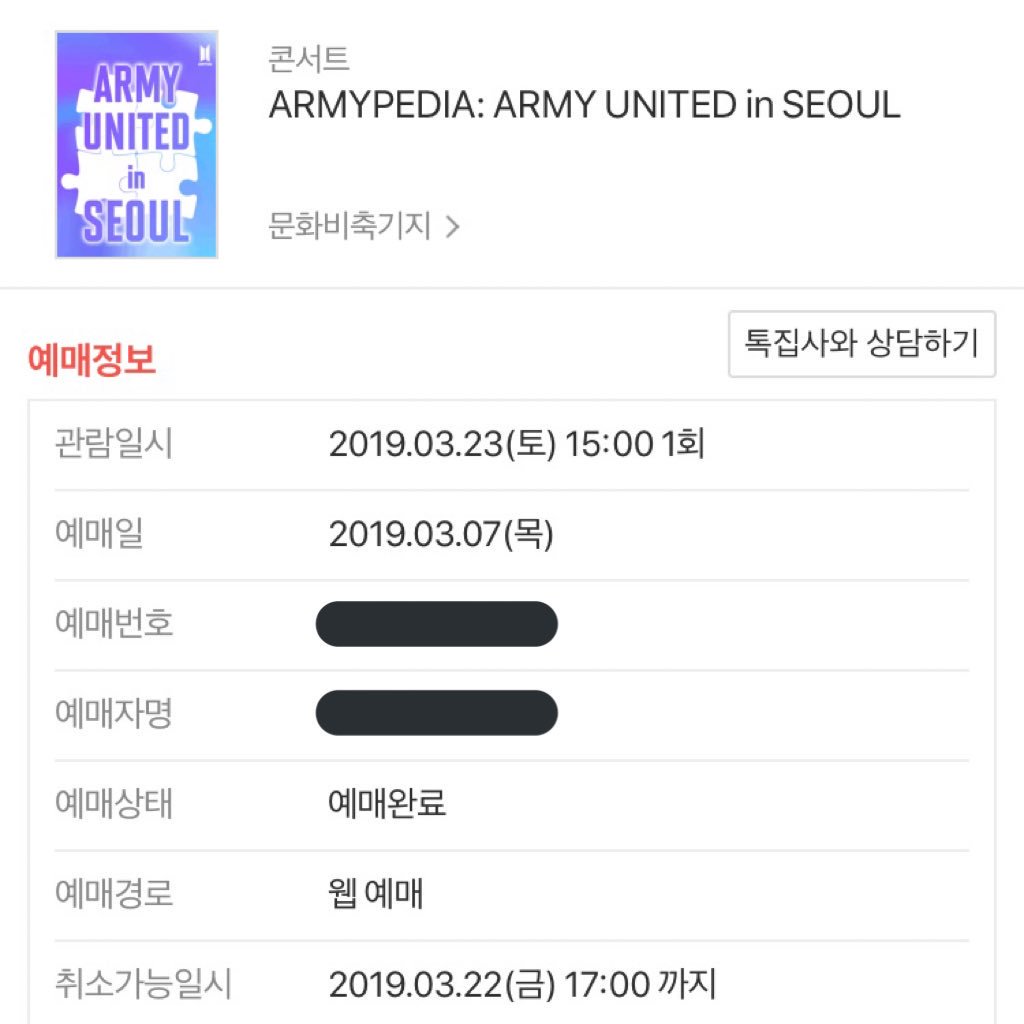 ARMY
UNITED
in
SEOUL
콘서트
ARMYPEDIA: ARMY UNITED in SEOUL
문화비축기지 >
예매정보
톡집사와 상담하기
관람일시 2019.03.23(토) 15:00 1회
예매일 2019.03.07(목)
예매번호
예매자명
예매상태 예매완료
예매경로 웹 예매
취소가능일시 2019.03.22(금) 17:00 까지